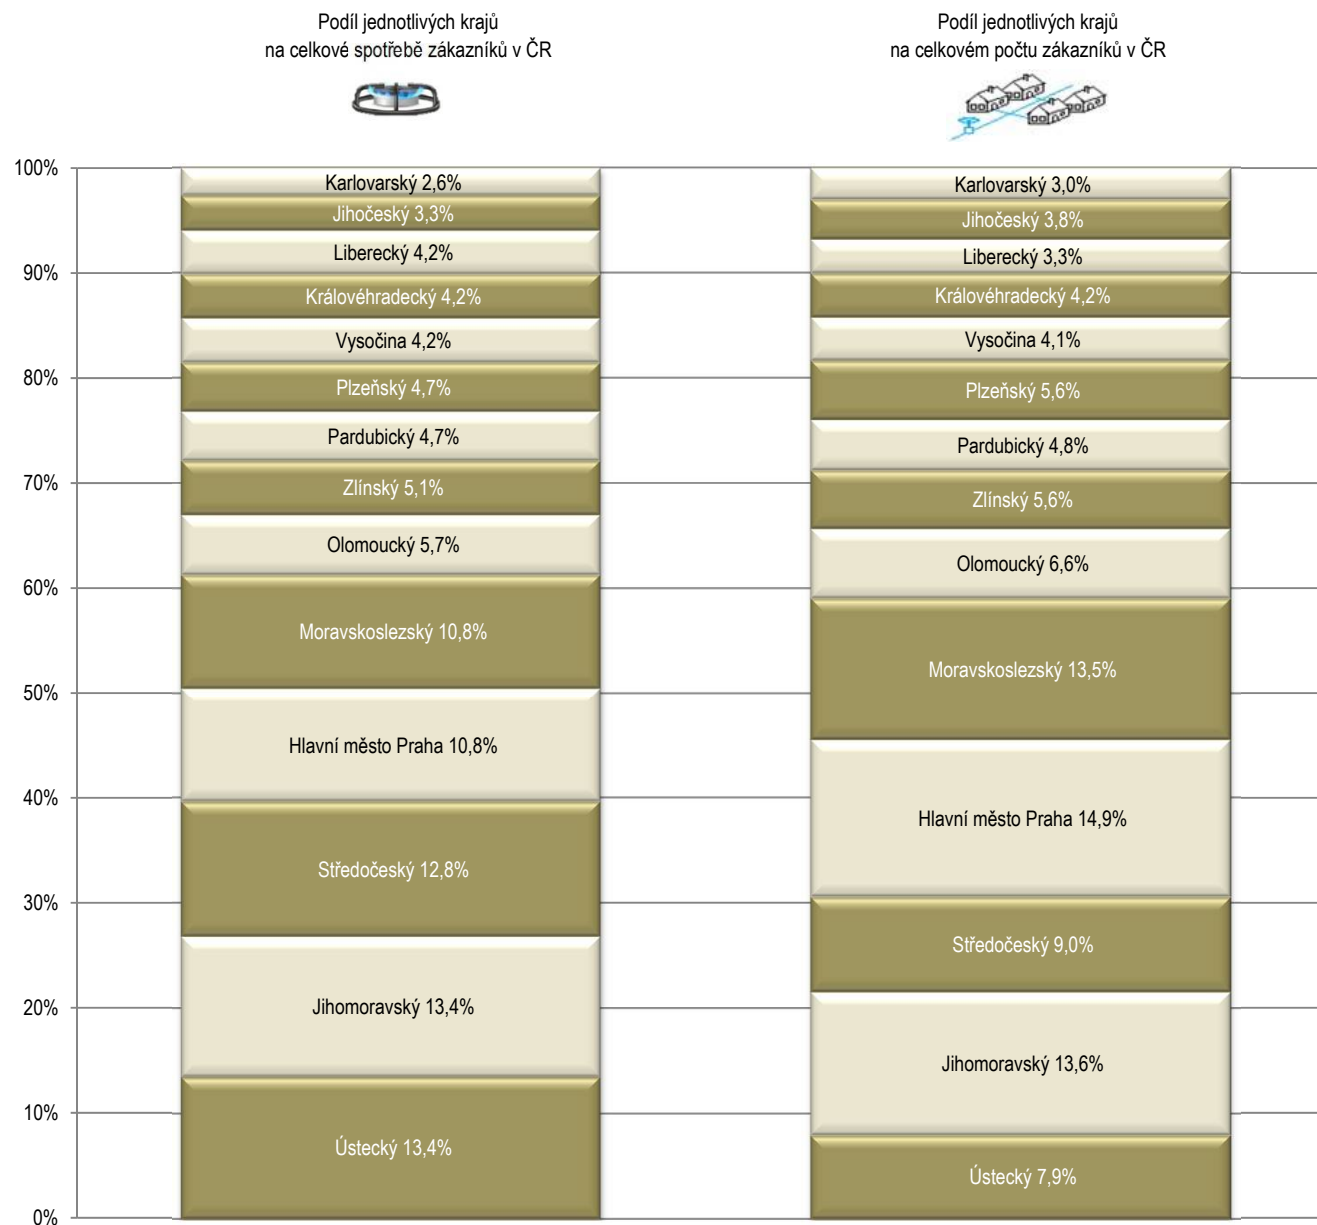 Podíl jednotlivých krajů
na celkové spotřebě zákazníků v ČR
Podíl jednotlivých krajů
na celkovém počtu zákazníků v ČR
100%
90%
80%
70%
60%
50%
40%
30%
20%
10%
0%
Karlovarský 2,6%
Jihočeský 3,3%
Liberecký 4,2%
Královéhradecký 4,2%
Vysočina 4,2%
Plzeňský 4,7%
Pardubický 4,7%
Zlínský 5,1%
Olomoucký 5,7%
Moravskoslezský 10,8%
Hlavní město Praha 10,8%
Středočeský 12,8%
Jihomoravský 13,4%
Ústecký 13,4%
Karlovarský 3,0%
Jihočeský 3,8%
Liberecký 3,3%
Královéhradecký 4,2%
Vysočina 4,1%
Plzeňský 5,6%
Pardubický 4,8%
Zlínský 5,6%
Olomoucký 6,6%
Moravskoslezský 13,5%
Hlavní město Praha 14,9%
Středočeský 9,0%
Jihomoravský 13,6%
Ústecký 7,9%